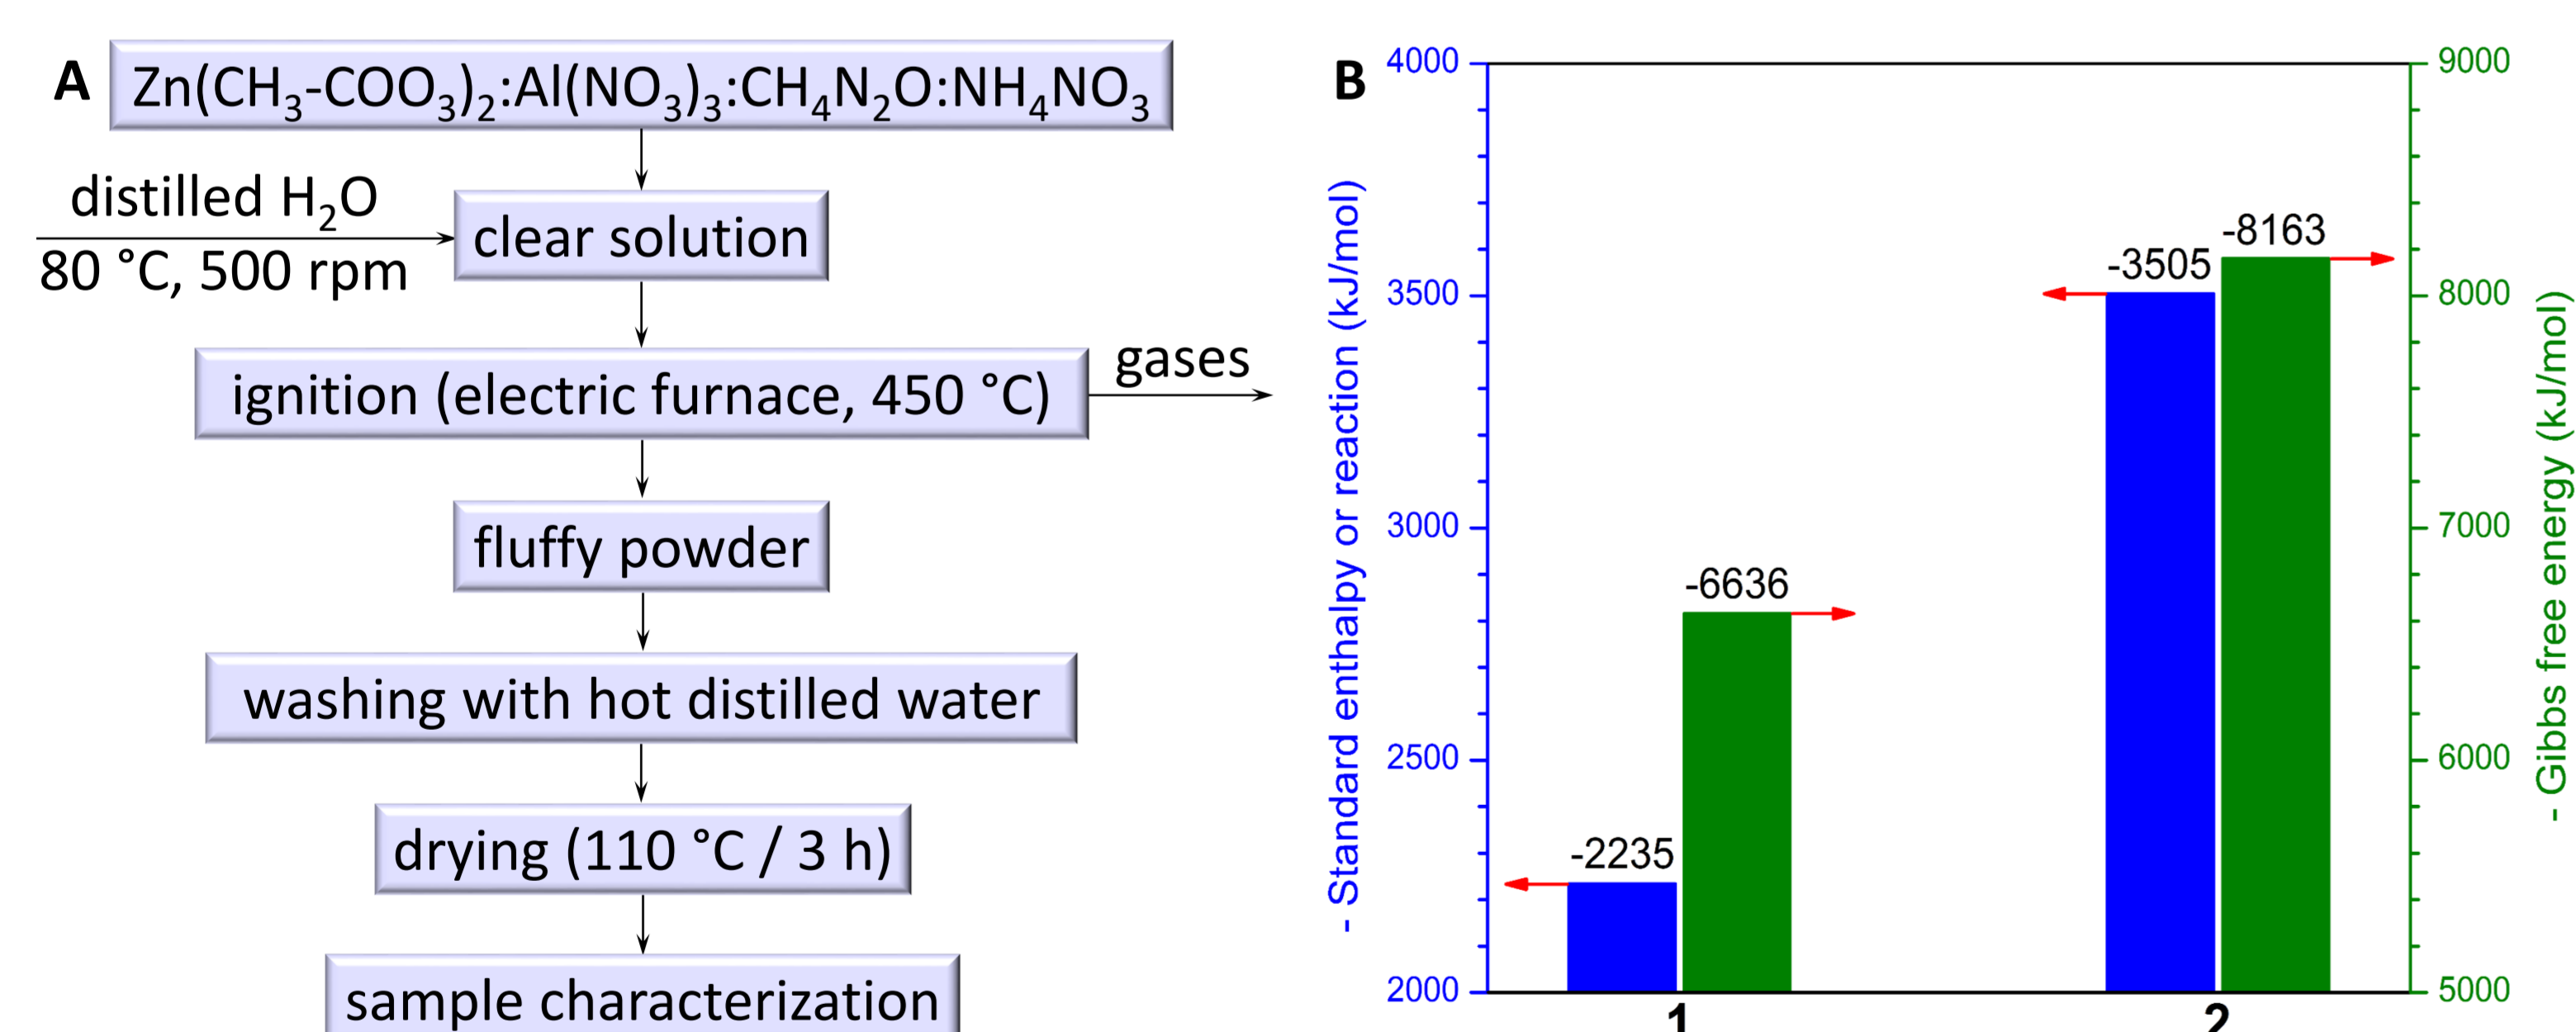 A
Zn(CH₃-COO₃)₂:Al(NO₃)₃:CH₄N₂O:NH₄NO₃
distilled H₂O
80 °C, 500 rpm
clear solution
ignition (electric furnace, 450 °C)
gases
fluffy powder
washing with hot distilled water
drying (110 °C / 3 h)
sample characterization
B
- Standard enthalpy or reaction (kJ/mol)
4000
3500
3000
2500
2000
-2235
-6636
-3505
-8163
1
2
9000
8000
7000
6000
5000
- Gibbs free energy (kJ/mol)